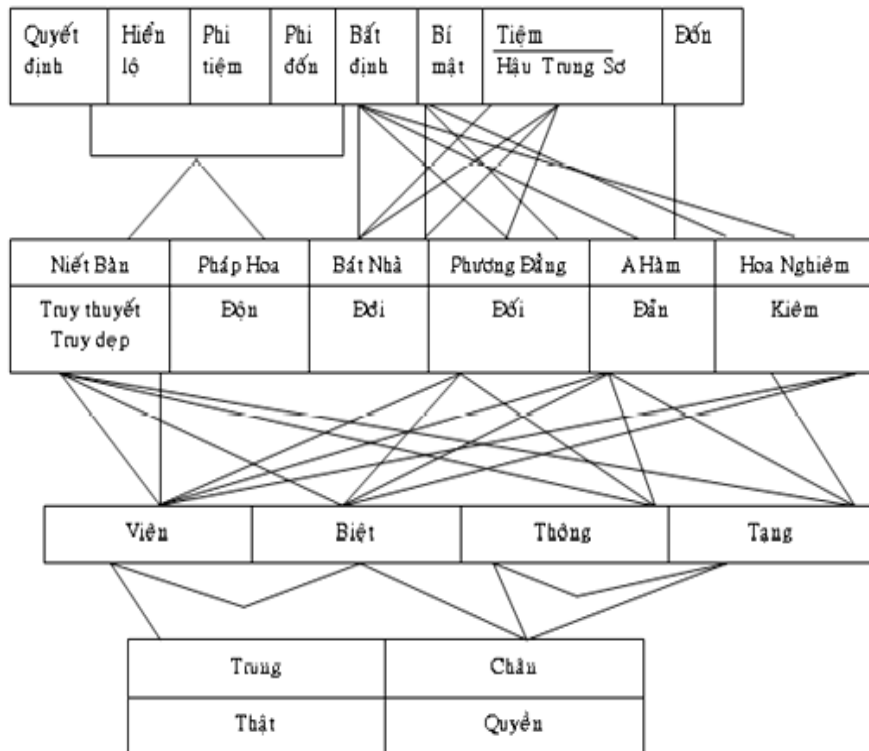 Quyết định
Hiển lộ
Phi tiệm
Phi đốn
Bất định
Bí mật
Tiệm
Hậu Trung Sơ
Đốn
Niết Bàn
Pháp Hoa
Bát Nhã
Phương Đẳng
A Hàm
Hoa Nghiêm
Truy thuyết
Truy dẹp
Độn
Đới
Đối
Đản
Kiêm
Viên
Biệt
Thông
Tạng
Trung
Chân
Thật
Quyền